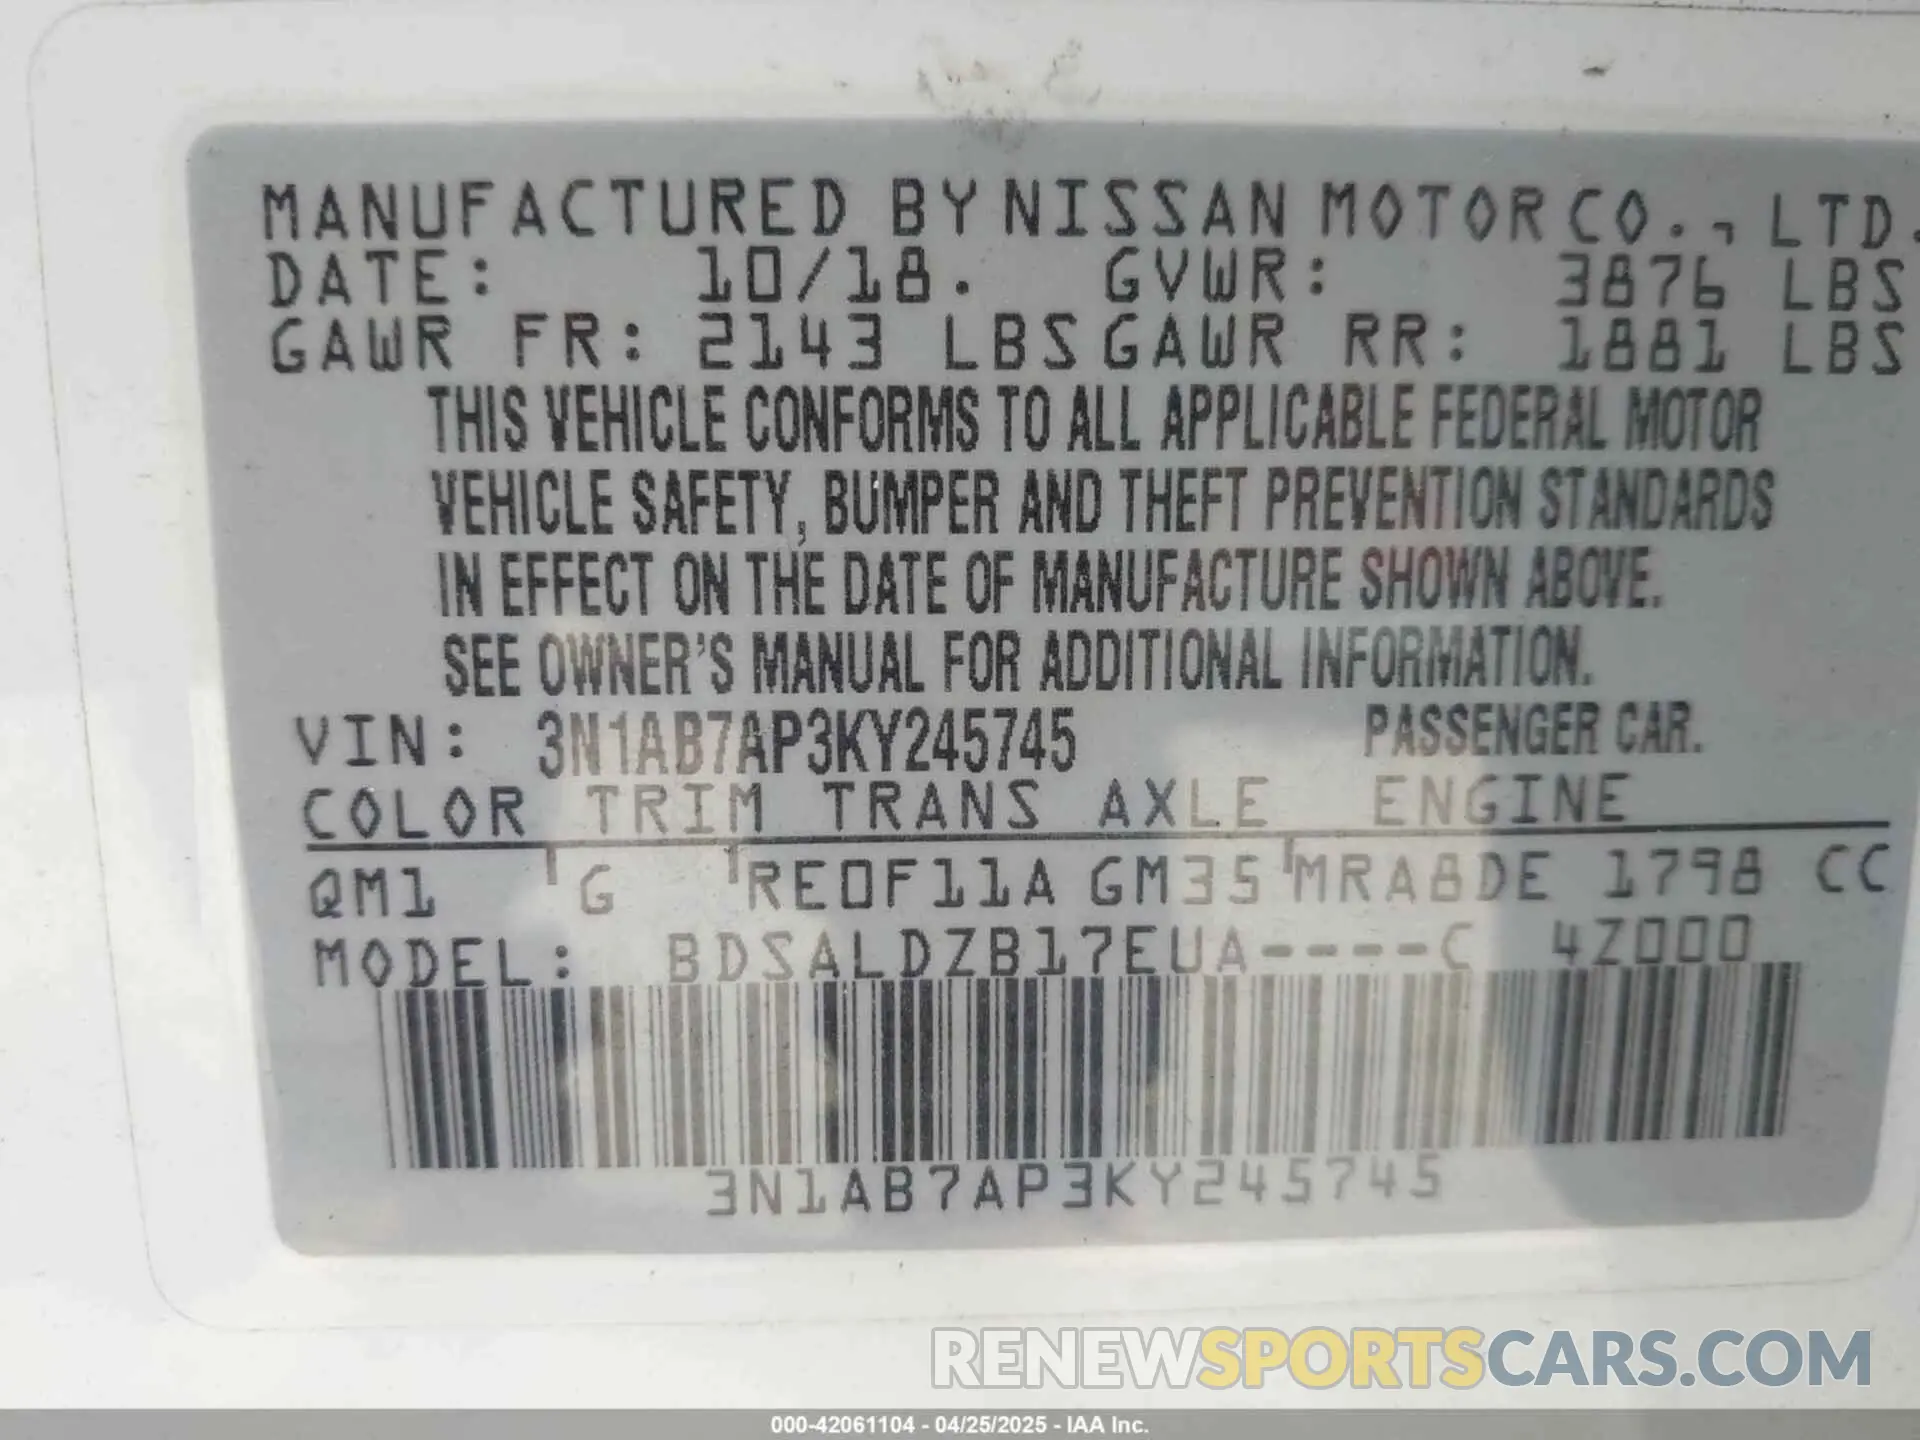 MANUFACTURED BY NISSAN MOTOR CO., LTD.
DATE: 10/18. GVWR: 3876 LBS
GAWR FR: 2143 LBS GAWR RR: 1881 LBS
THIS VEHICLE CONFORMS TO ALL APPLICABLE FEDERAL MOTOR
VEHICLE SAFETY, BUMPER AND THEFT PREVENTION STANDARDS
IN EFFECT ON THE DATE OF MANUFACTURE SHOWN ABOVE.
SEE OWNER'S MANUAL FOR ADDITIONAL INFORMATION.
VIN: 3N1AB7AP3KY245745 PASSENGER CAR.
COLOR TRIM TRANS AXLE ENGINE
QM1 G RE0F11A GM35 MRA8DE 1798 CC
MODEL: BDSALDZB17EUA----C 4Z000
3N1AB7AP3KY245745
RENEWSPORTSCARS.COM
000-42061104 - 04/25/2025 - IAA Inc.